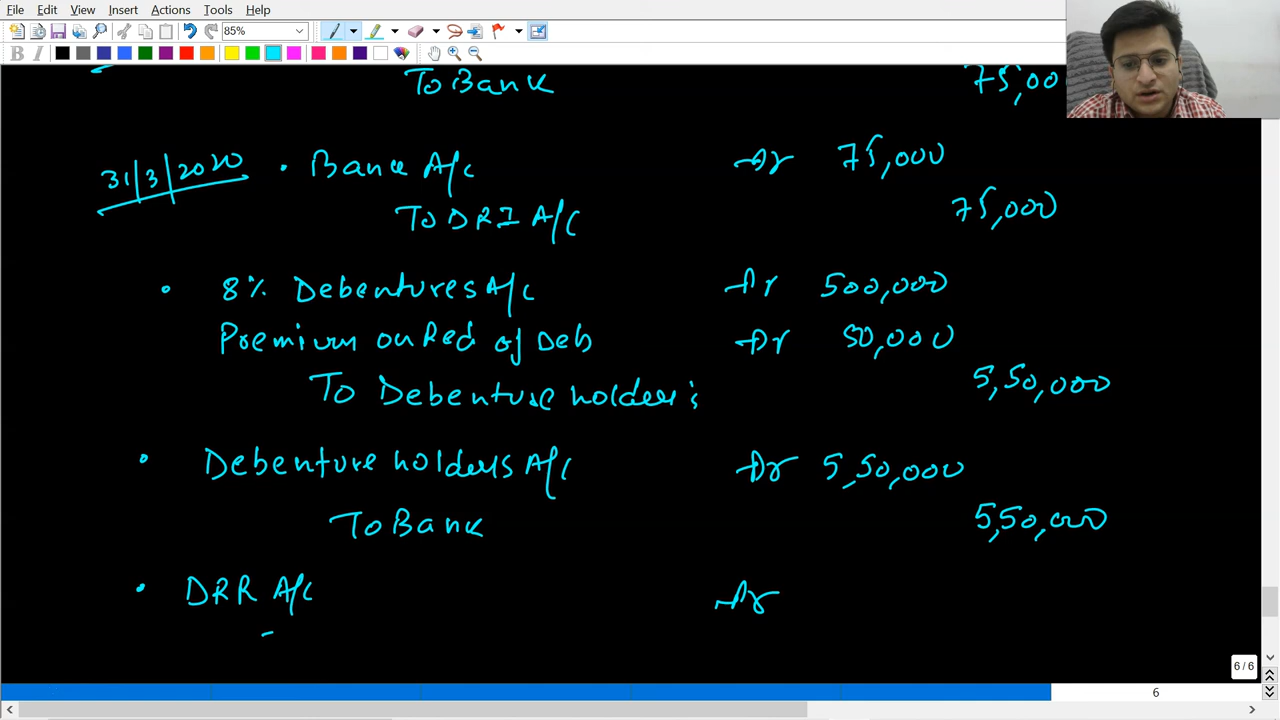 File Edit View Insert Actions Tools Help
85%
B I
To Bank 75,000
31/3/2020 • Bank A/c Dr 75,000
To DRI A/c 75,000
• 8% Debentures A/c Dr 500,000
Premium on Red of Deb Dr 50,000
To Debenture holders 5,50,000
• Debenture holders A/c Dr 5,50,000
To Bank 5,50,000
• DRR A/c Dr
6 / 6
6